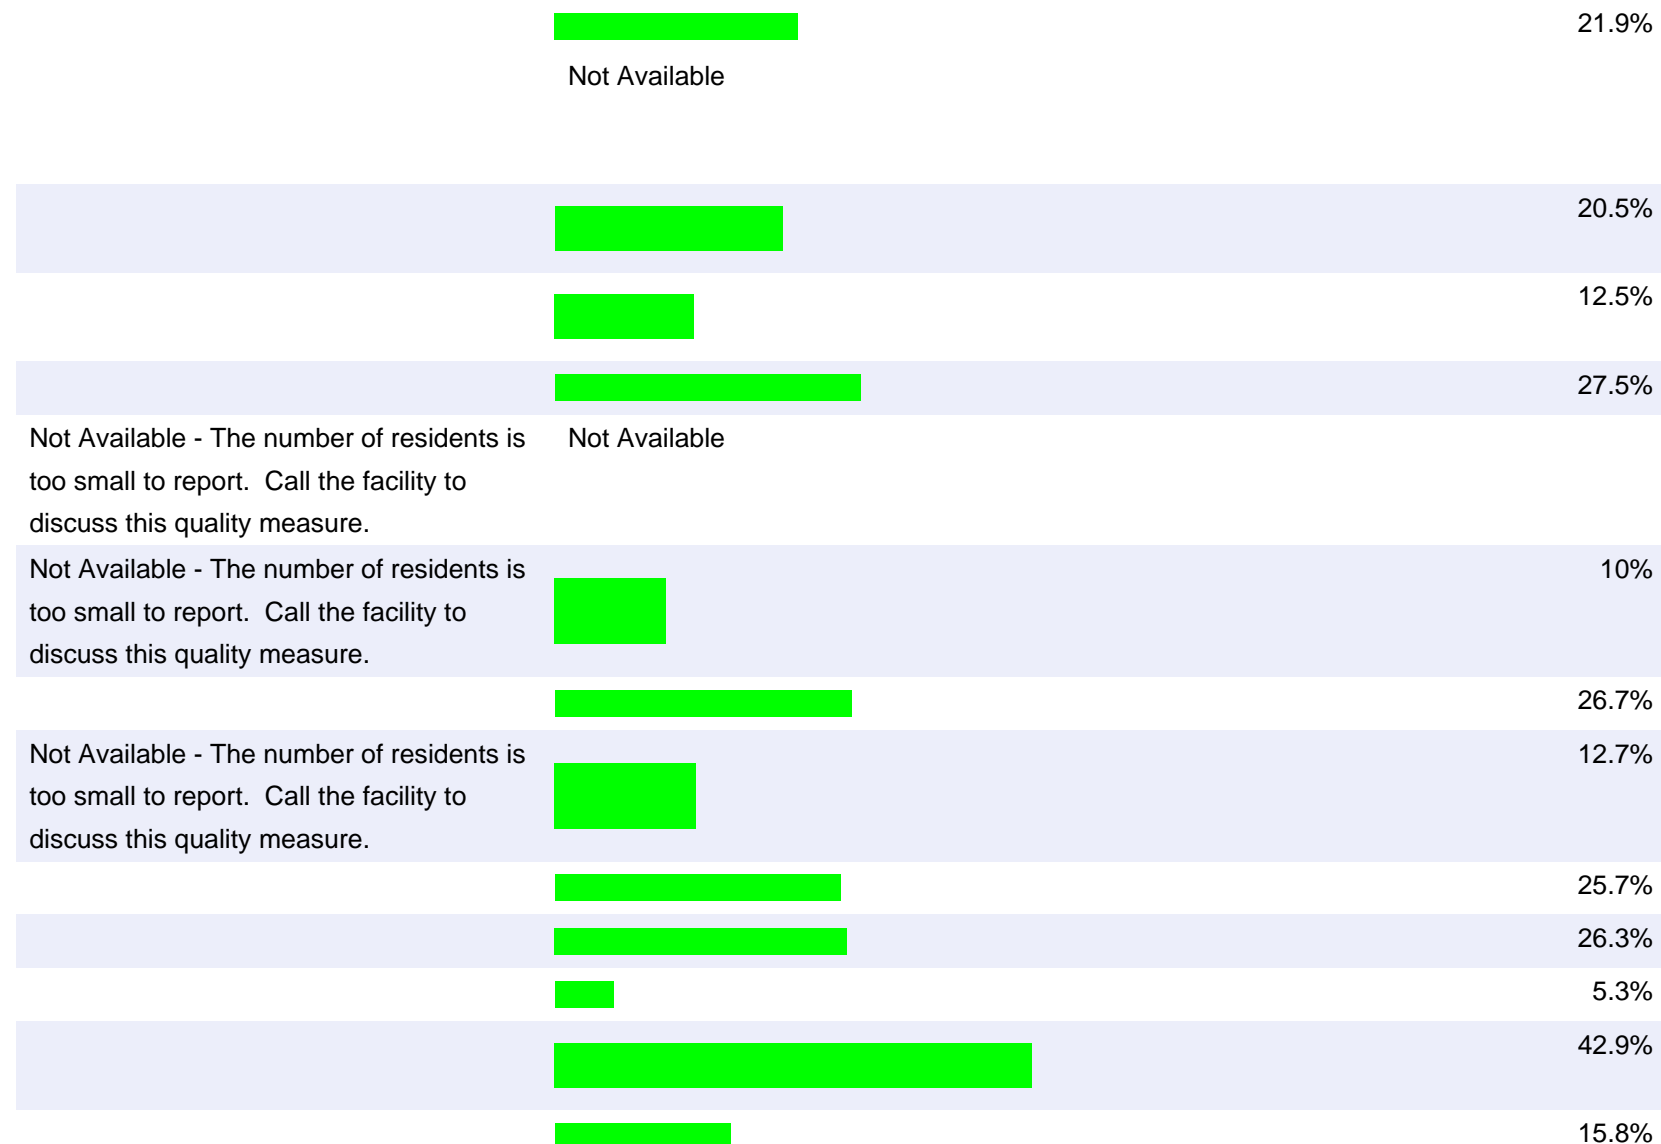 21.9%
Not Available
20.5%
12.5%
27.5%
Not Available - The number of residents is
too small to report.  Call the facility to
discuss this quality measure.
Not Available
Not Available - The number of residents is
too small to report.  Call the facility to
discuss this quality measure.
10%
26.7%
Not Available - The number of residents is
too small to report.  Call the facility to
discuss this quality measure.
12.7%
25.7%
26.3%
5.3%
42.9%
15.8%